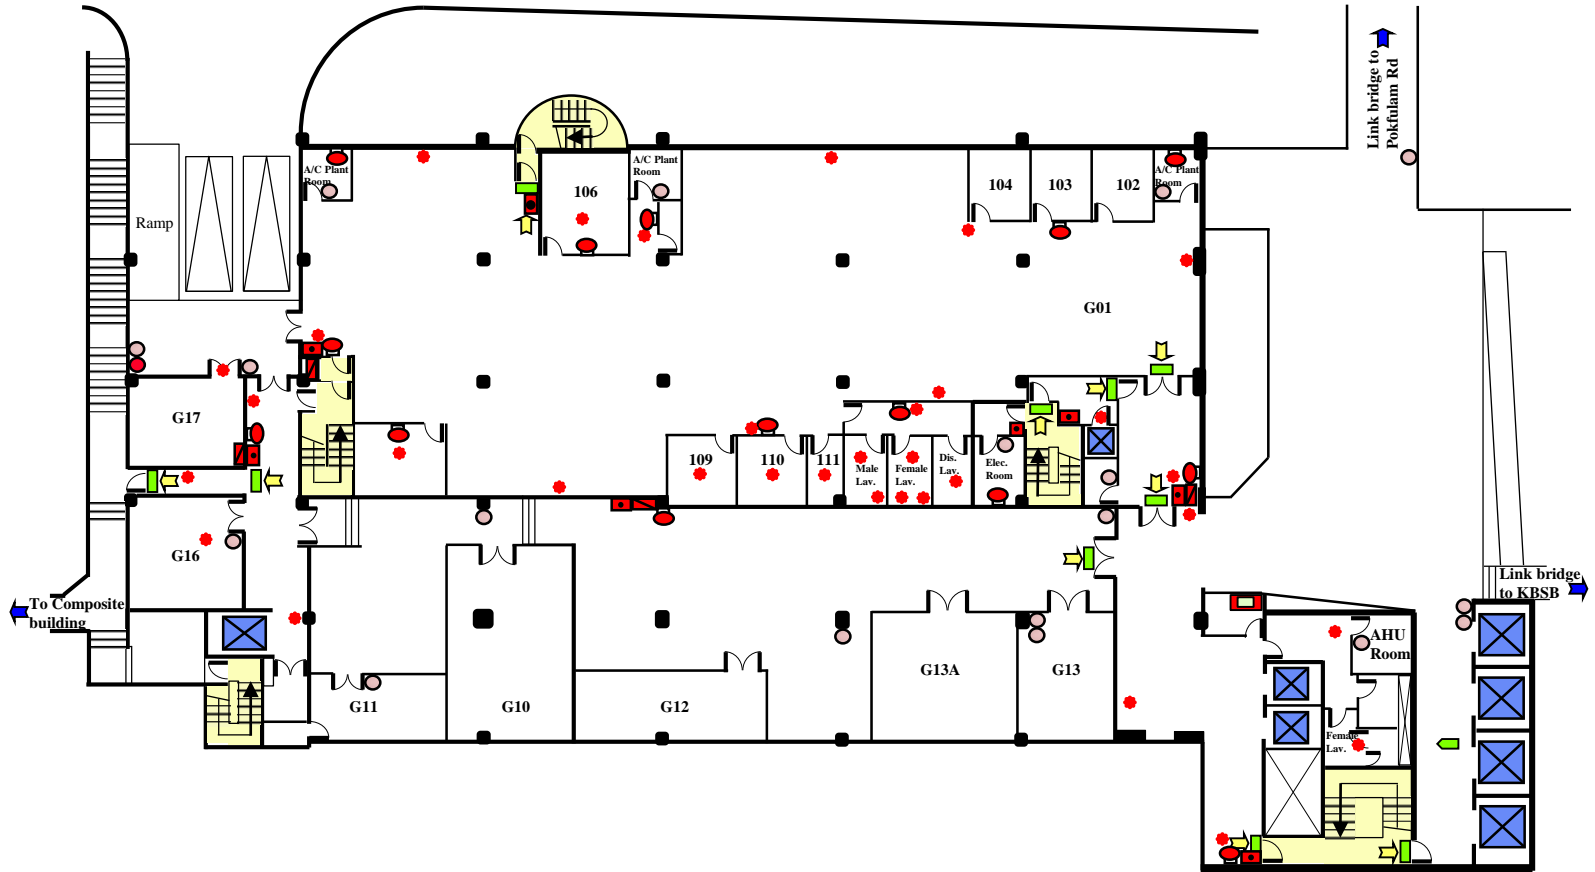 Link bridge to
Pokfulam Rd
A/C Plant
Room
A/C Plant
Room
106
104
103
102
A/C Plant
Room
Ramp
G01
G17
109
110
111
Male
Lav.
Female
Lav.
Dis.
Lav.
Elec.
Room
G16
Link bridge
to KBSB
To Composite
building
AHU
Room
G11
G10
G12
G13A
G13
Female
Lav.